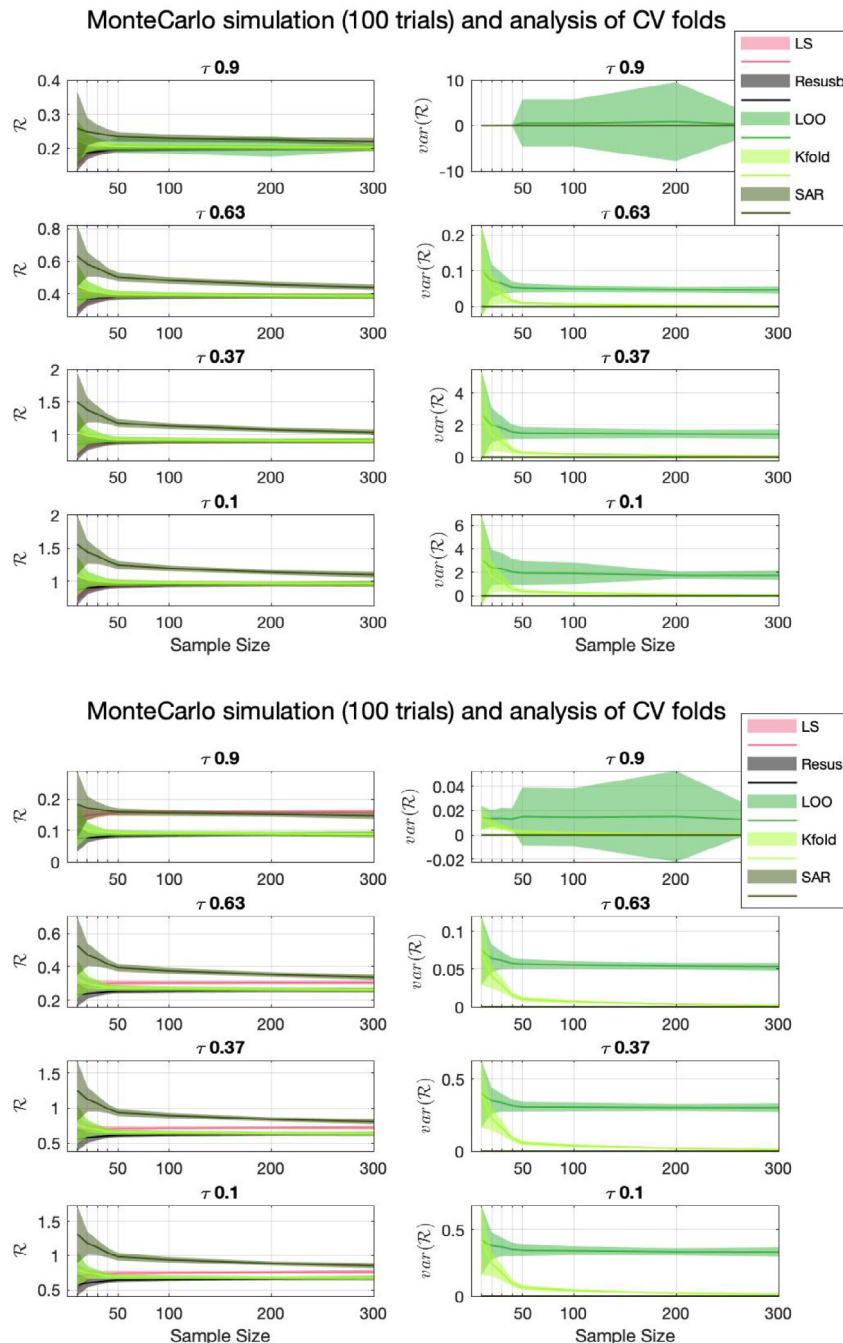 MonteCarlo simulation (100 trials) and analysis of CV folds
LS
Resusb
LOO
Kfold
SAR
τ 0.9
0.4
0.3
0.2
ℛ
50
100
200
300
τ 0.9
10
0
-10
var(ℛ)
50
100
200
τ 0.63
0.8
0.6
0.4
ℛ
50
100
200
300
τ 0.63
0.2
0.1
0
var(ℛ)
50
100
200
300
τ 0.37
2
1.5
1
ℛ
50
100
200
300
τ 0.37
4
2
0
var(ℛ)
50
100
200
300
τ 0.1
2
1.5
1
ℛ
50
100
200
300
Sample Size
τ 0.1
6
4
2
0
var(ℛ)
50
100
200
300
Sample Size
MonteCarlo simulation (100 trials) and analysis of CV folds
LS
Resus
LOO
Kfold
SAR
τ 0.9
0.2
0.1
0
ℛ
50
100
200
300
τ 0.9
0.04
0.02
0
-0.02
var(ℛ)
50
100
200
τ 0.63
0.6
0.4
0.2
ℛ
50
100
200
300
τ 0.63
0.1
0.05
0
var(ℛ)
50
100
200
300
τ 0.37
1.5
1
0.5
ℛ
50
100
200
300
τ 0.37
0.5
0
var(ℛ)
50
100
200
300
τ 0.1
1.5
1
0.5
ℛ
50
100
200
300
Sample Size
τ 0.1
0.5
0
var(ℛ)
50
100
200
300
Sample Size